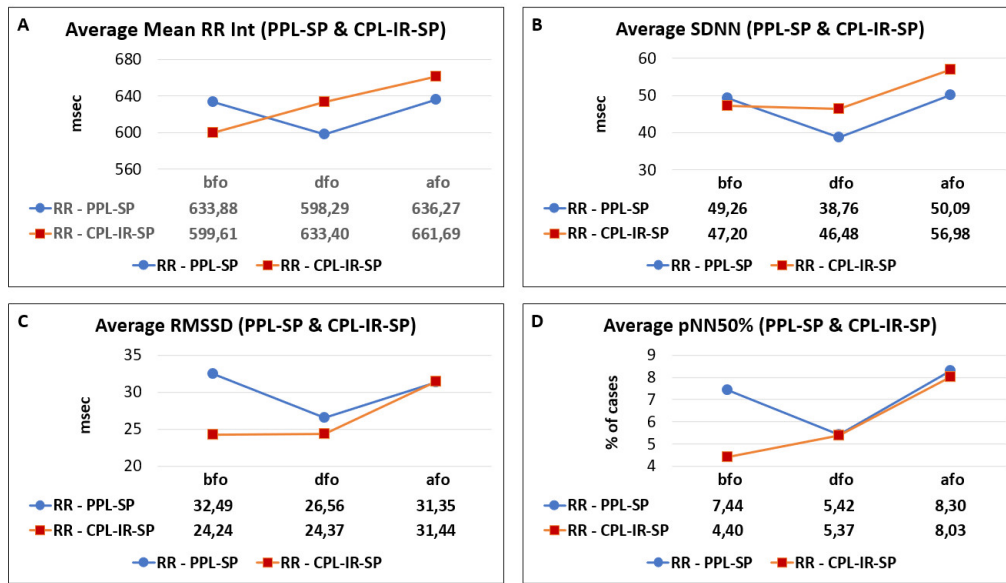 A
Average Mean RR Int (PPL-SP & CPL-IR-SP)
680
640
600
560
msec
bfo dfo afo
RR - PPL-SP 633,88 598,29 636,27
RR - CPL-IR-SP 599,61 633,40 661,69
RR - PPL-SP RR - CPL-IR-SP
B
Average SDNN (PPL-SP & CPL-IR-SP)
60
50
40
30
msec
bfo dfo afo
RR - PPL-SP 49,26 38,76 50,09
RR - CPL-IR-SP 47,20 46,48 56,98
RR - PPL-SP RR - CPL-IR-SP
C
Average RMSSD (PPL-SP & CPL-IR-SP)
35
30
25
20
msec
bfo dfo afo
RR - PPL-SP 32,49 26,56 31,35
RR - CPL-IR-SP 24,24 24,37 31,44
RR - PPL-SP RR - CPL-IR-SP
D
Average pNN50% (PPL-SP & CPL-IR-SP)
9
8
7
6
5
4
% of cases
bfo dfo afo
RR - PPL-SP 7,44 5,42 8,30
RR - CPL-IR-SP 4,40 5,37 8,03
RR - PPL-SP RR - CPL-IR-SP